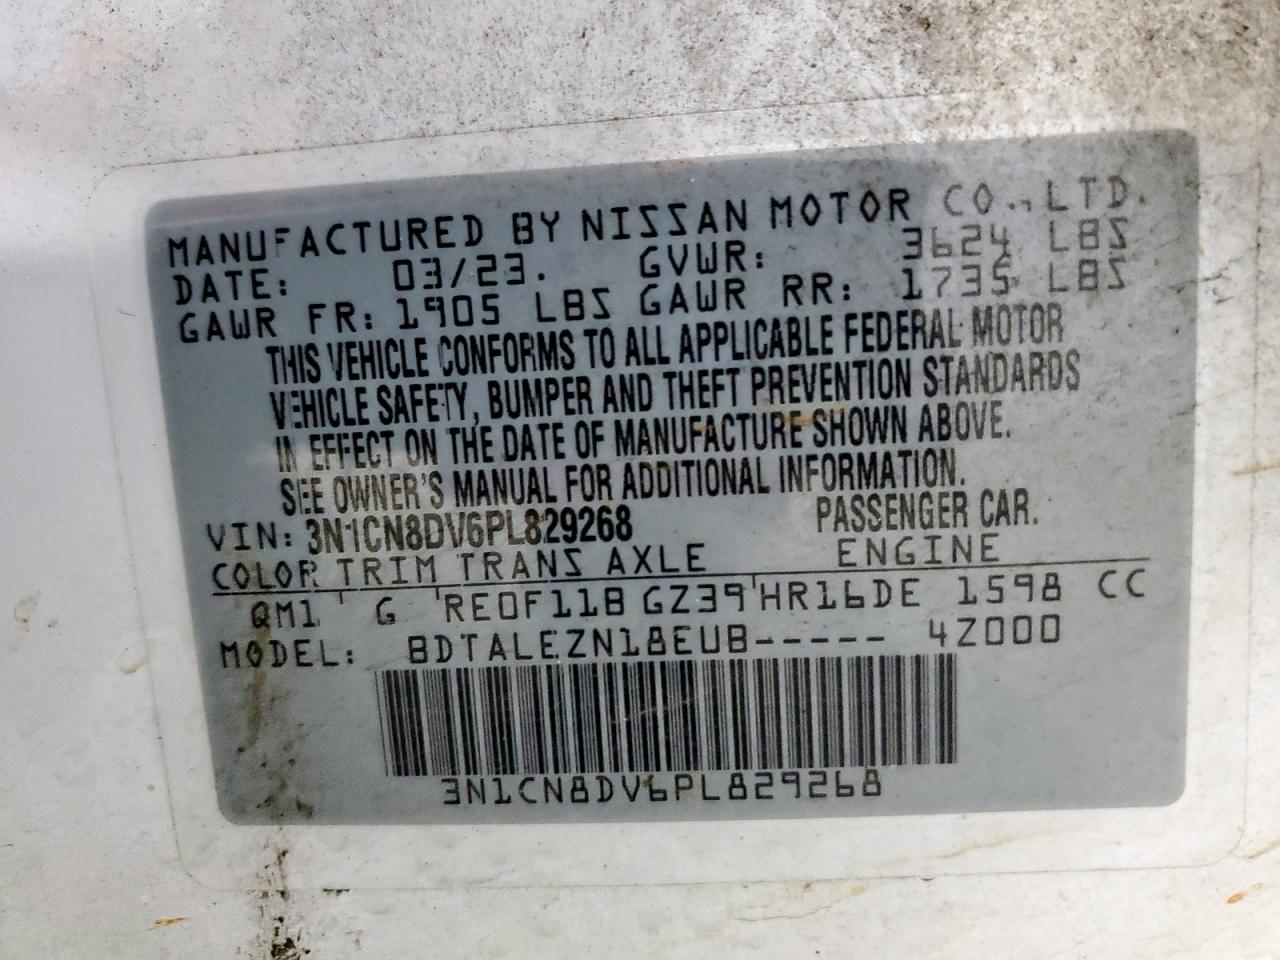 MANUFACTURED BY NISSAN MOTOR CO., LTD.
DATE: 03/23. GVWR: 3624 LBS
GAWR FR: 1905 LBS GAWR RR: 1735 LBS
THIS VEHICLE CONFORMS TO ALL APPLICABLE FEDERAL MOTOR
VEHICLE SAFETY, BUMPER AND THEFT PREVENTION STANDARDS
IN EFFECT ON THE DATE OF MANUFACTURE SHOWN ABOVE.
SEE OWNER'S MANUAL FOR ADDITIONAL INFORMATION.
VIN: 3N1CN8DV6PL829268 PASSENGER CAR.
COLOR TRIM TRANS AXLE ENGINE
QM1 ' G 'RE0F11B GZ39'HR16DE 1598 CC
MODEL: BDTALEZN18EUB----- 4Z000
3N1CN8DV6PL829268